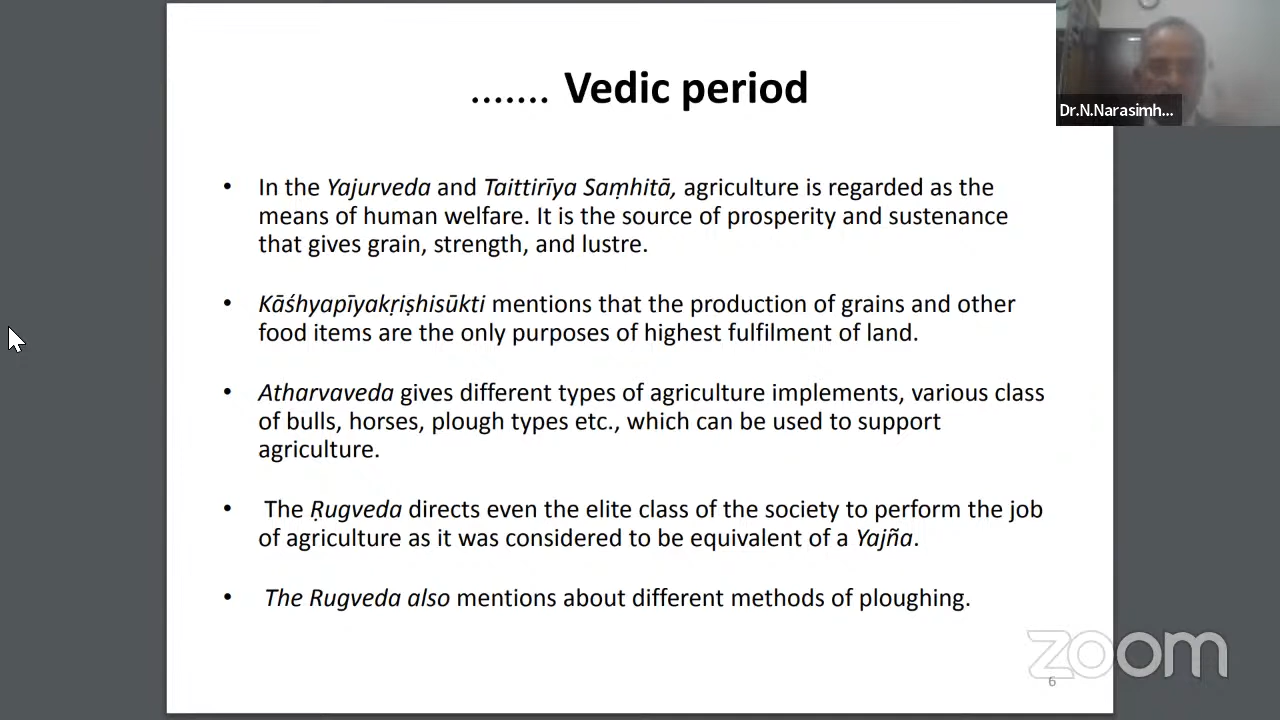 ....... Vedic period
Dr.N.Narasimh...
• In the Yajurveda and Taittirīya Saṃhitā, agriculture is regarded as the
means of human welfare. It is the source of prosperity and sustenance
that gives grain, strength, and lustre.
• Kāśhyapīyakṛiṣhisūkti mentions that the production of grains and other
food items are the only purposes of highest fulfilment of land.
• Atharvaveda gives different types of agriculture implements, various class
of bulls, horses, plough types etc., which can be used to support
agriculture.
• The Ṛugveda directs even the elite class of the society to perform the job
of agriculture as it was considered to be equivalent of a Yajña.
• The Rugveda also mentions about different methods of ploughing.
zoom
6